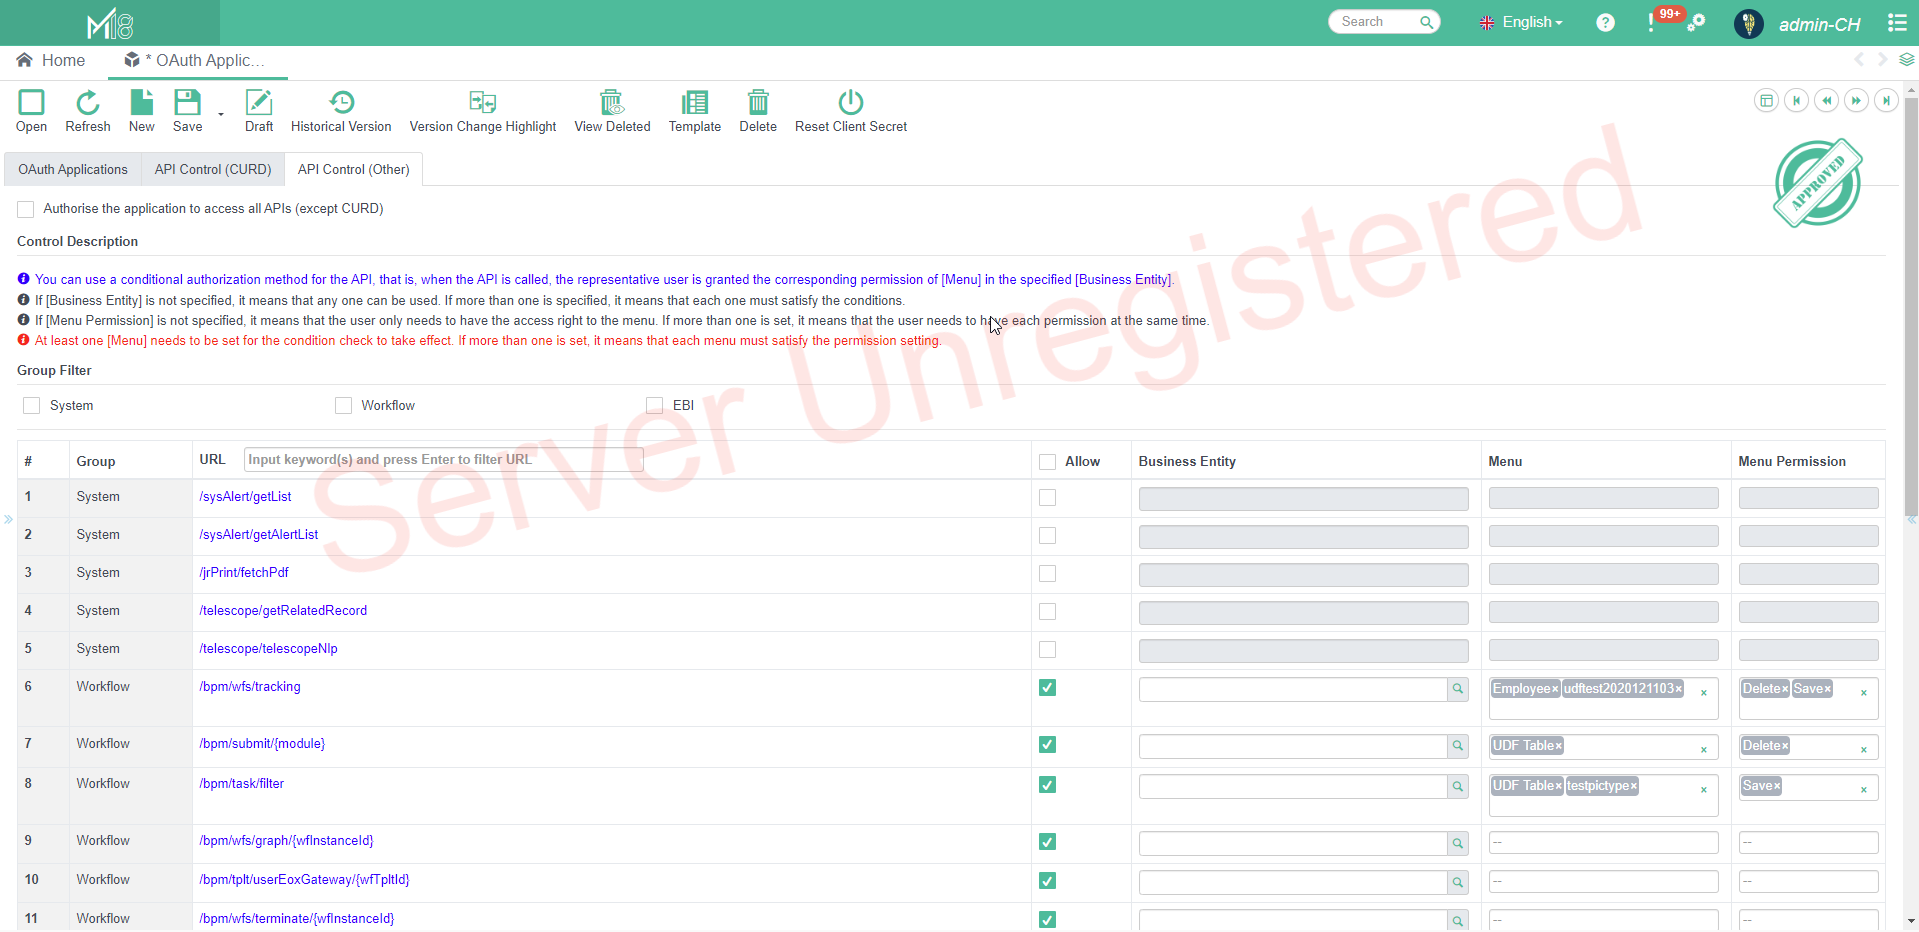 M18
Search
English
?
99+
admin-CH
Home
* OAuth Applic...
Open
Refresh
New
Save
Draft
Historical Version
Version Change Highlight
View Deleted
Template
Delete
Reset Client Secret
OAuth Applications
API Control (CURD)
API Control (Other)
APPROVED
Authorise the application to access all APIs (except CURD)
Control Description
You can use a conditional authorization method for the API, that is, when the API is called, the representative user is granted the corresponding permission of [Menu] in the specified [Business Entity].
If [Business Entity] is not specified, it means that any one can be used. If more than one is specified, it means that each one must satisfy the conditions.
If [Menu Permission] is not specified, it means that the user only needs to have the access right to the menu. If more than one is set, it means that the user needs to have each permission at the same time.
At least one [Menu] needs to be set for the condition check to take effect. If more than one is set, it means that each menu must satisfy the permission setting.
Server Unregistered
Group Filter
System
Workflow
EBI
# Group URL Input keyword(s) and press Enter to filter URL Allow Business Entity Menu Menu Permission
1 System /sysAlert/getList
2 System /sysAlert/getAlertList
3 System /jrPrint/fetchPdf
4 System /telescope/getRelatedRecord
5 System /telescope/telescopeNlp
6 Workflow /bpm/wfs/tracking Employee× udftest2020121103× × Delete× Save× ×
7 Workflow /bpm/submit/{module} UDF Table× × Delete× ×
8 Workflow /bpm/task/filter UDF Table× testpictype× × Save× ×
9 Workflow /bpm/wfs/graph/{wfInstanceId} -- --
10 Workflow /bpm/tplt/userEoxGateway/{wfTpltId} -- --
11 Workflow /bpm/wfs/terminate/{wfInstanceId} -- --